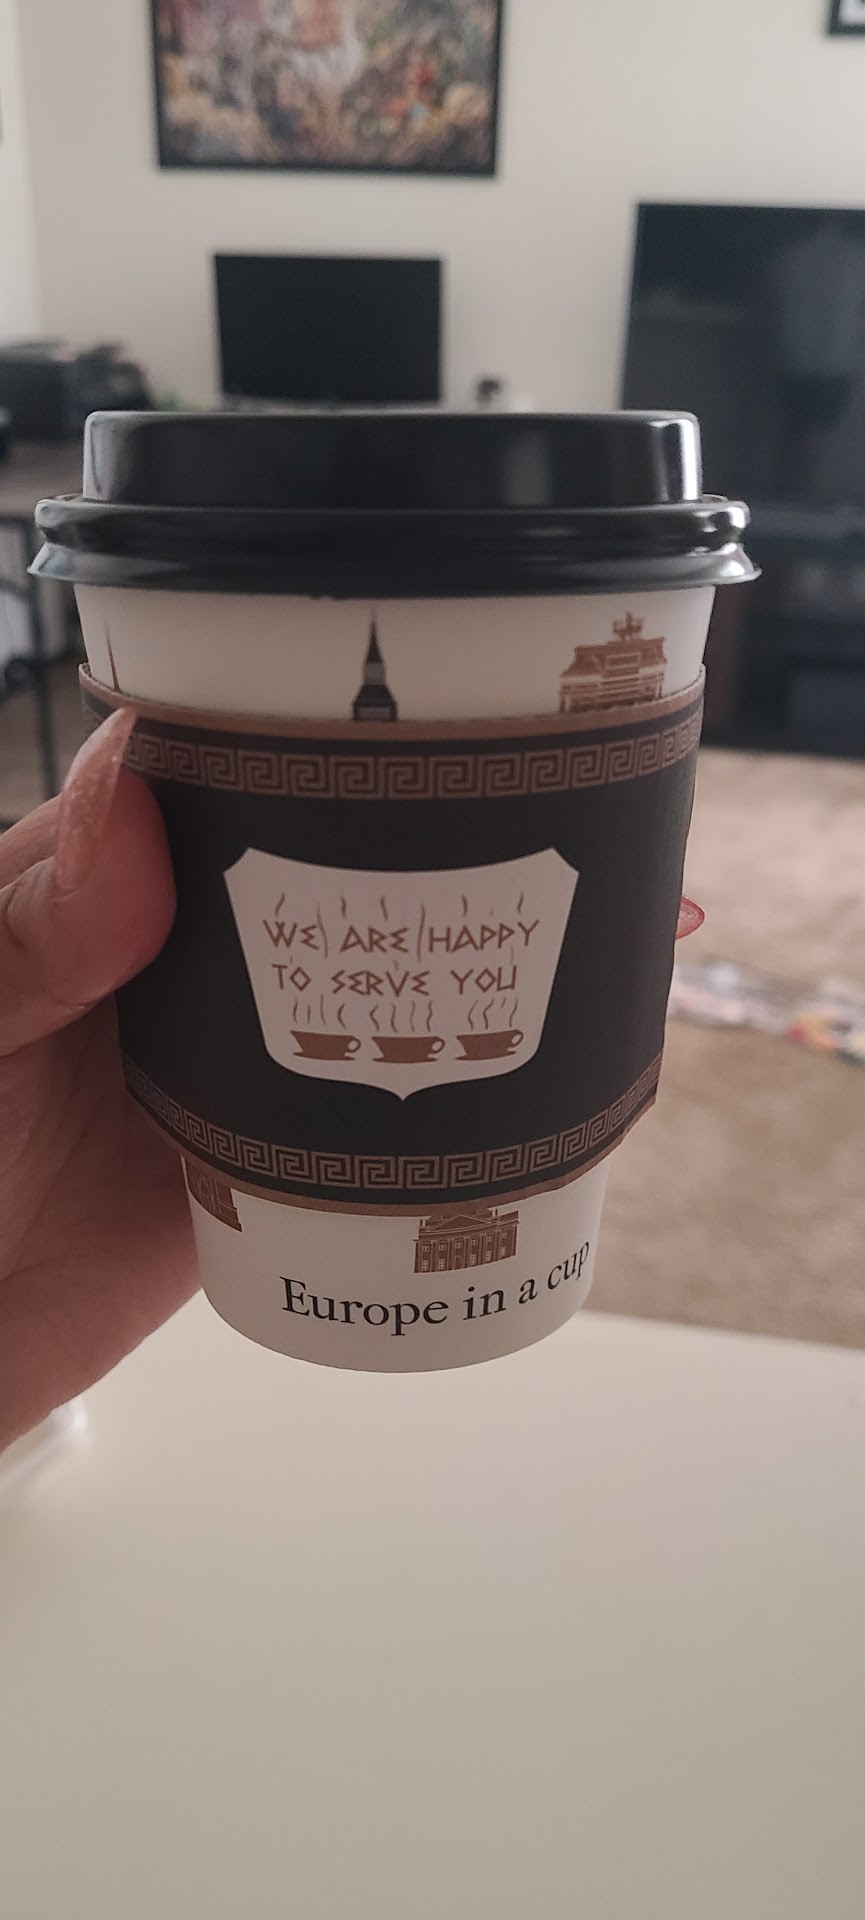 WE ARE HAPPY
TO SERVE YOU
Europe in a cup